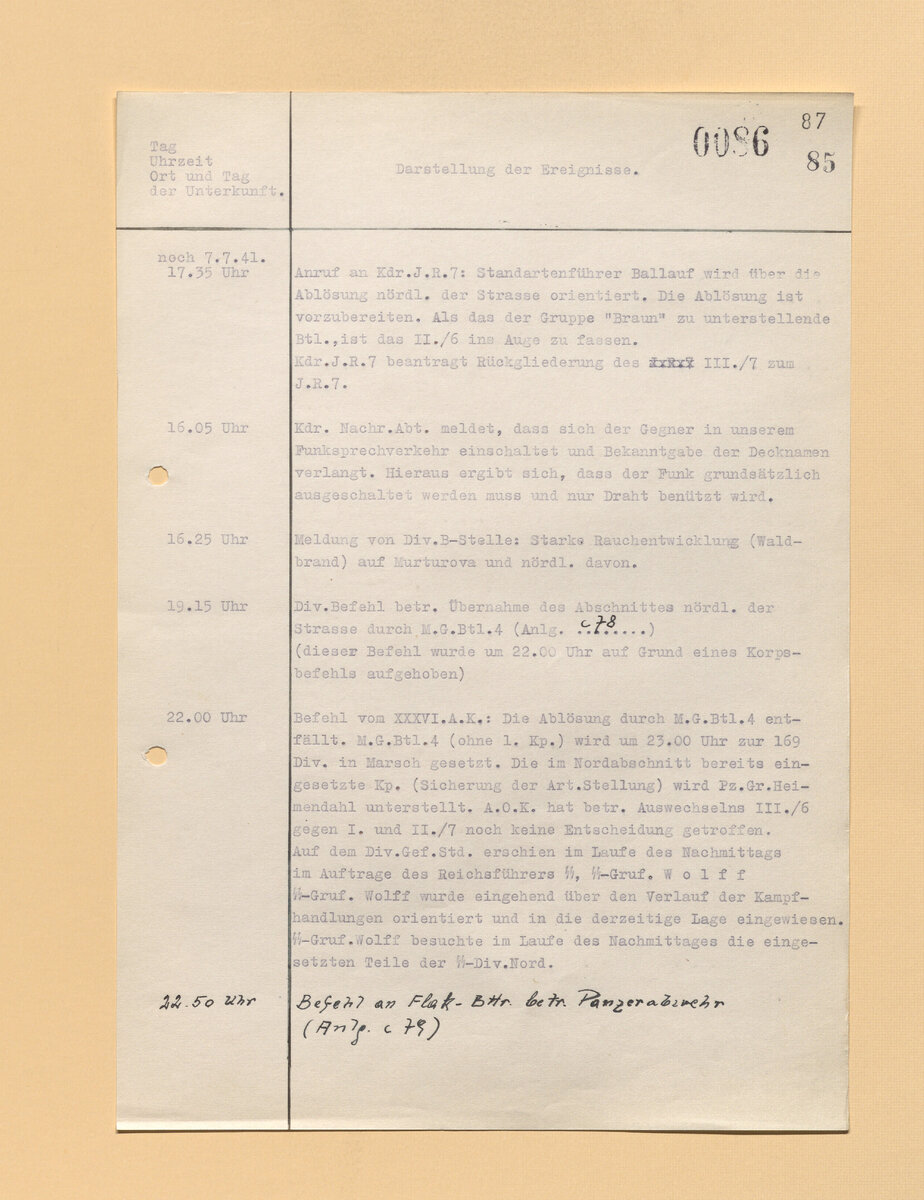 0086
87
85
Tag
Uhrzeit
Ort und Tag
der Unterkunft.
Darstellung der Ereignisse.
noch 7.7.41.
17.35 Uhr
Anruf an Kdr.J.R.7: Standartenführer Ballauf wird über die
Ablösung nördl. der Strasse orientiert. Die Ablösung ist
vorzubereiten. Als das der Gruppe "Braun" zu unterstellende
Btl.,ist das II./6 ins Auge zu fassen.
Kdr.J.R.7 beantragt Rückgliederung des III./7 zum
J.R.7.
16.05 Uhr
Kdr. Nachr.Abt. meldet, dass sich der Gegner in unserem
Funksprechverkehr einschaltet und Bekanntgabe der Decknamen
verlangt. Hieraus ergibt sich, dass der Funk grundsätzlich
ausgeschaltet werden muss und nur Draht benützt wird.
16.25 Uhr
Meldung von Div.B-Stelle: Starke Rauchentwicklung (Wald-
brand) auf Murturova und nördl. davon.
19.15 Uhr
Div.Befehl betr. Übernahme des Abschnittes nördl. der
Strasse durch M.G.Btl.4 (Anlg. c 78)
(dieser Befehl wurde um 22.00 Uhr auf Grund eines Korps-
befehls aufgehoben)
22.00 Uhr
Befehl vom XXXVI.A.K.: Die Ablösung durch M.G.Btl.4 ent-
fällt. M.G.Btl.4 (ohne 1. Kp.) wird um 23.00 Uhr zur 169
Div. in Marsch gesetzt. Die im Nordabschnitt bereits ein-
gesetzte Kp. (Sicherung der Art.Stellung) wird Pz.Gr.Hei-
mendahl unterstellt. A.O.K. hat betr. Auswechselns III./6
gegen I. und II./7 noch keine Entscheidung getroffen.
Auf dem Div.Gef.Std. erschien im Laufe des Nachmittags
im Auftrage des Reichsführers ᛋᛋ, ᛋᛋ-Gruf. W o l f f
ᛋᛋ-Gruf. Wolff wurde eingehend über den Verlauf der Kampf-
handlungen orientiert und in die derzeitige Lage eingewiesen.
ᛋᛋ-Gruf.Wolff besuchte im Laufe des Nachmittages die einge-
setzten Teile der ᛋᛋ-Div.Nord.
22.50 Uhr
Befehl an Flak-Bttr. betr. Panzerabwehr
(Anlg. c 79)